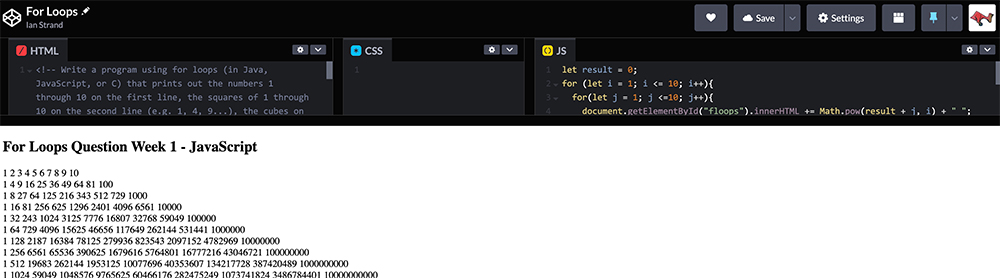 For Loops
Ian Strand
Save
Settings
HTML
CSS
JS
1 <!-- Write a program using for loops (in Java,
JavaScript, or C) that prints out the numbers 1
through 10 on the first line, the squares of 1 through
10 on the second line (e.g. 1, 4, 9...), the cubes on
1
1 let result = 0;
2 for (let i = 1; i <= 10; i++){
3 for(let j = 1; j <=10; j++){
4 document.getElementById("floops").innerHTML += Math.pow(result + j, i) + " ";
For Loops Question Week 1 - JavaScript
1 2 3 4 5 6 7 8 9 10
1 4 9 16 25 36 49 64 81 100
1 8 27 64 125 216 343 512 729 1000
1 16 81 256 625 1296 2401 4096 6561 10000
1 32 243 1024 3125 7776 16807 32768 59049 100000
1 64 729 4096 15625 46656 117649 262144 531441 1000000
1 128 2187 16384 78125 279936 823543 2097152 4782969 10000000
1 256 6561 65536 390625 1679616 5764801 16777216 43046721 100000000
1 512 19683 262144 1953125 10077696 40353607 134217728 387420489 1000000000
1 1024 59049 1048576 9765625 60466176 282475249 1073741824 3486784401 10000000000